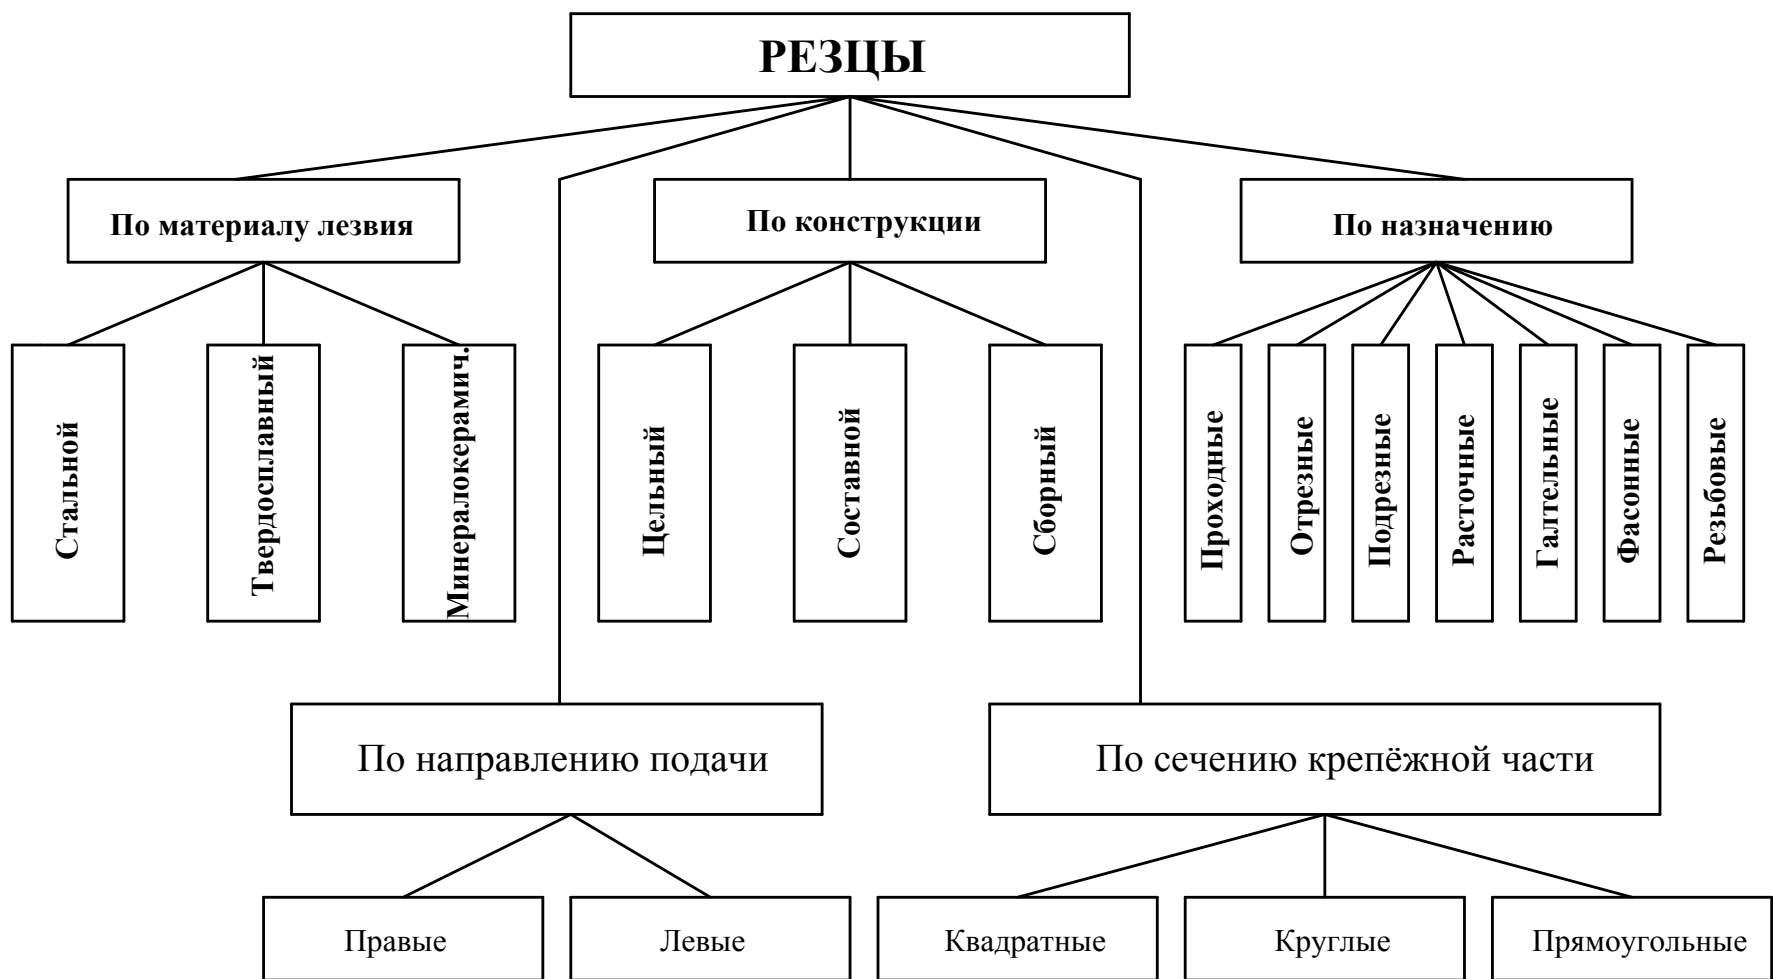 РЕЗЦЫ
По материалу лезвия
По конструкции
По назначению
Стальной
Твердосплавный
Минералокерамич.
Цельный
Составной
Сборный
Проходные
Отрезные
Подрезные
Расточные
Галтельные
Фасонные
Резьбовые
По направлению подачи
По сечению крепёжной части
Правые
Левые
Квадратные
Круглые
Прямоугольные